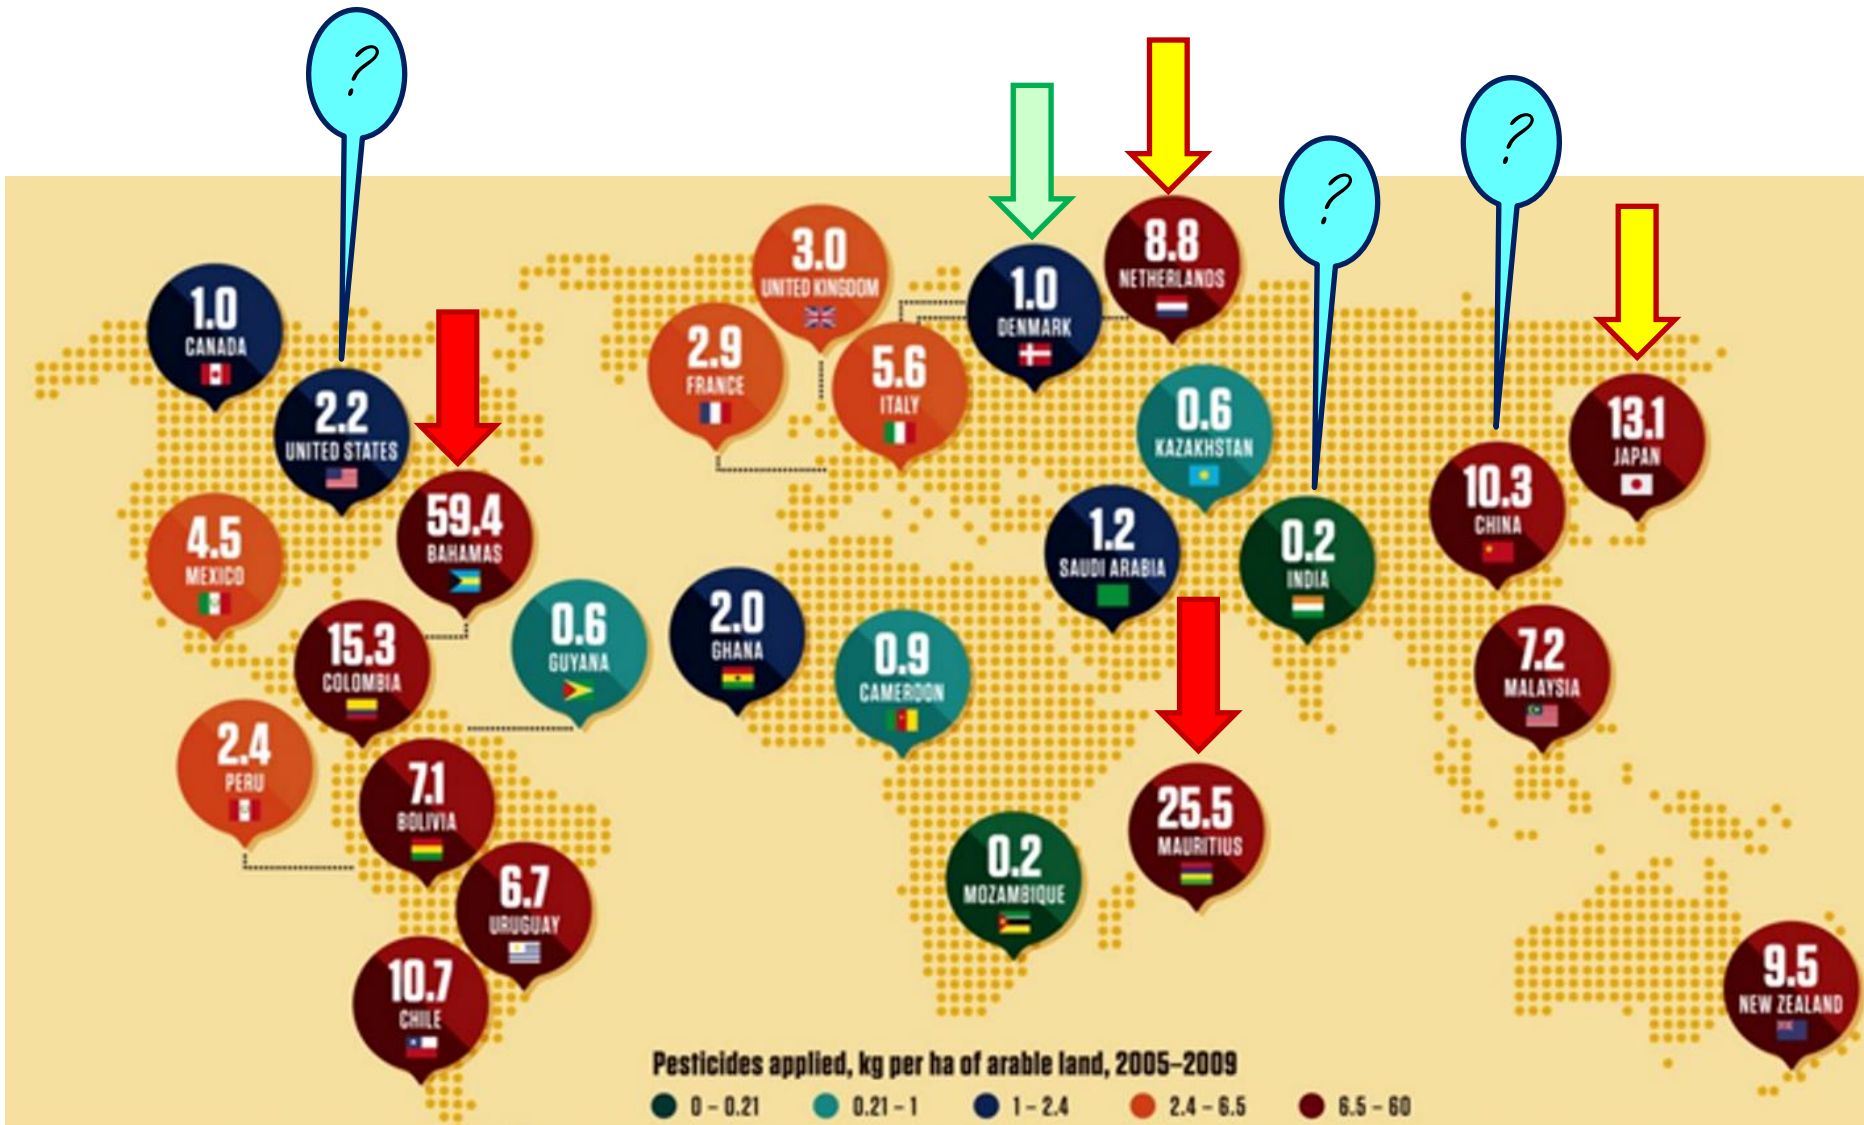 ?
?
?
?
1.0
CANADA
2.2
UNITED STATES
59.4
BAHAMAS
4.5
MEXICO
15.3
COLOMBIA
0.6
GUYANA
2.4
PERU
7.1
BOLIVIA
6.7
URUGUAY
10.7
CHILE
3.0
UNITED KINGDOM
2.9
FRANCE
5.6
ITALY
1.0
DENMARK
8.8
NETHERLANDS
0.6
KAZAKHSTAN
1.2
SAUDI ARABIA
0.2
INDIA
10.3
CHINA
13.1
JAPAN
7.2
MALAYSIA
2.0
GHANA
0.9
CAMEROON
0.2
MOZAMBIQUE
25.5
MAURITIUS
9.5
NEW ZEALAND
Pesticides applied, kg per ha of arable land, 2005–2009
0 – 0.21 0.21 – 1 1 – 2.4 2.4 – 6.5 6.5 – 60